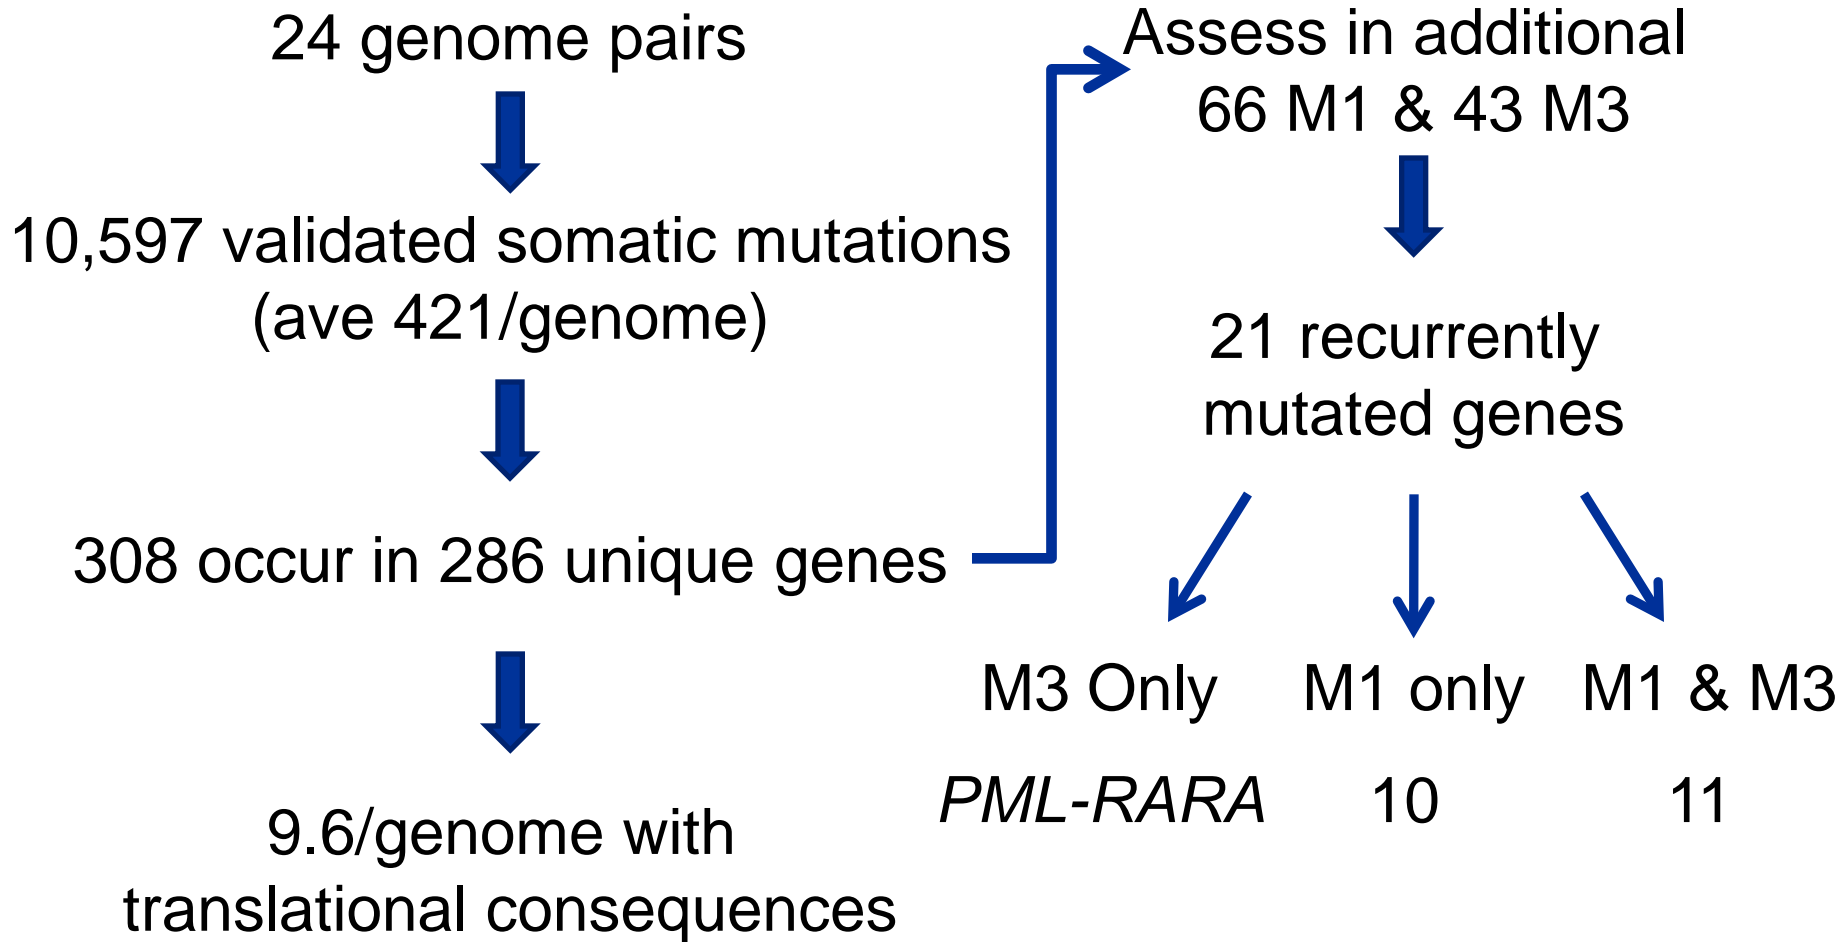 24 genome pairs
10,597 validated somatic mutations
(ave 421/genome)
308 occur in 286 unique genes
9.6/genome with
translational consequences
Assess in additional
66 M1 & 43 M3
21 recurrently
mutated genes
M3 Only M1 only M1 & M3
PML-RARA 10 11